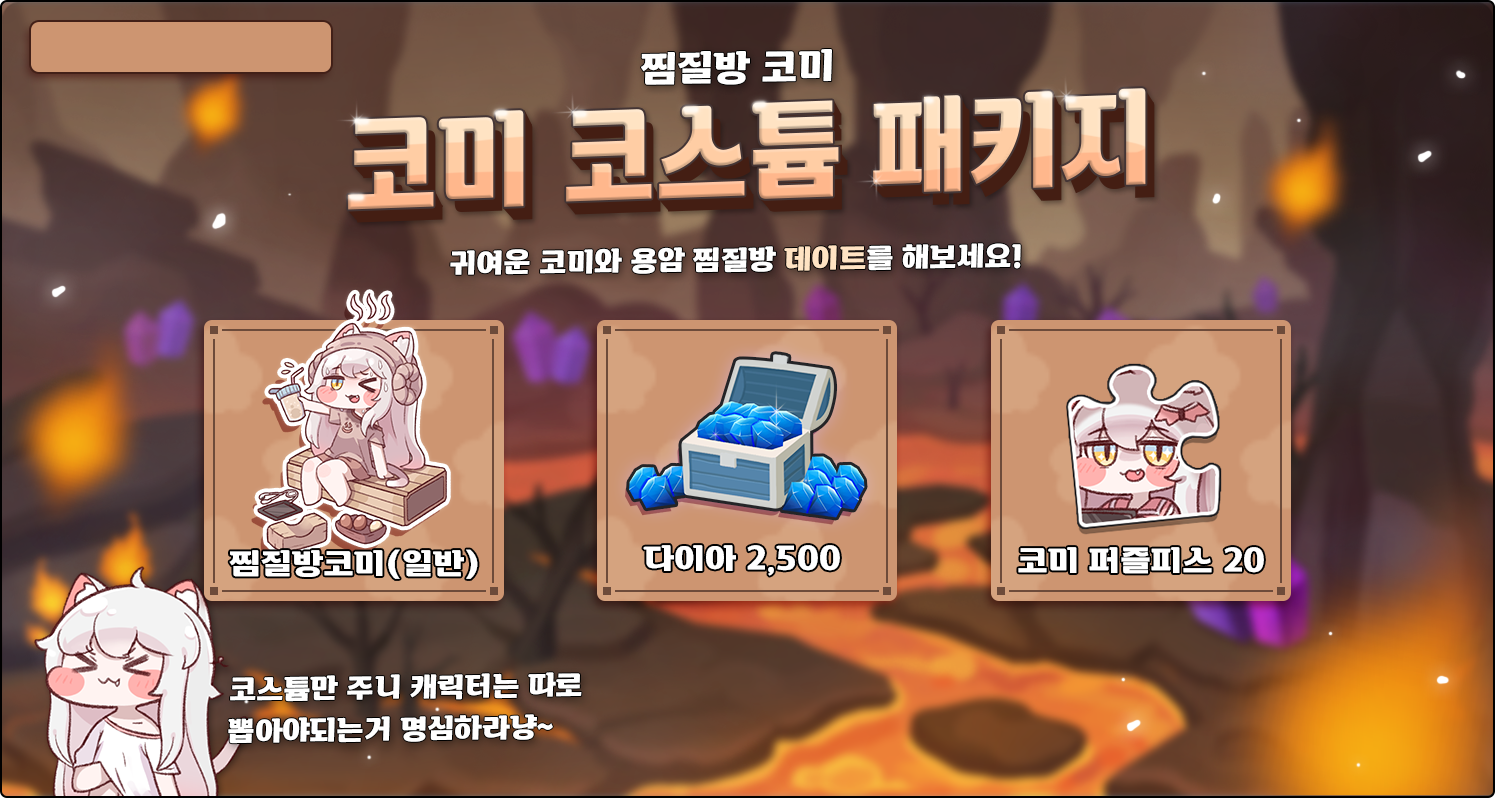 찜질방 코미
코미 코스튬 패키지
귀여운 코미와 용암 찜질방 데이트를 해보세요!
찜질방코미(일반)
다이아 2,500
코미 퍼즐피스 20
코스튬만 주니 캐릭터는 따로
뽑아야되는거 명심하라냥~